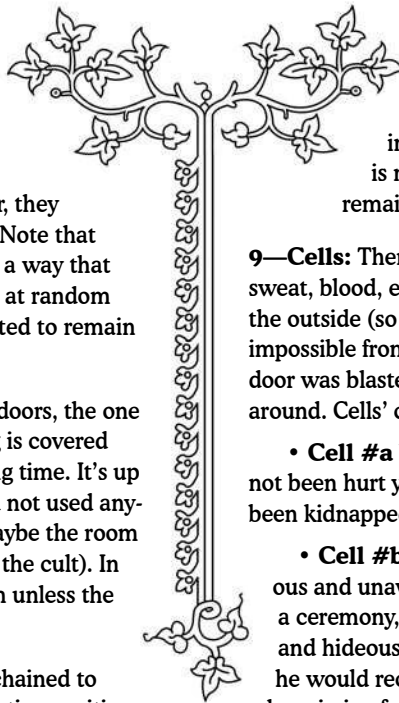 r, they
Note that
a way that
at random
ted to remain
doors, the one
g is covered
g time. It's up
not used any-
aybe the room
the cult). In
n unless the
chained to
is r
remai
9—Cells: Ther
sweat, blood, e
the outside (so
impossible from
door was blaste
around. Cells' d
• Cell #a
not been hurt y
been kidnapped
• Cell #b
ous and unav
a ceremony,
and hideous
he would rec